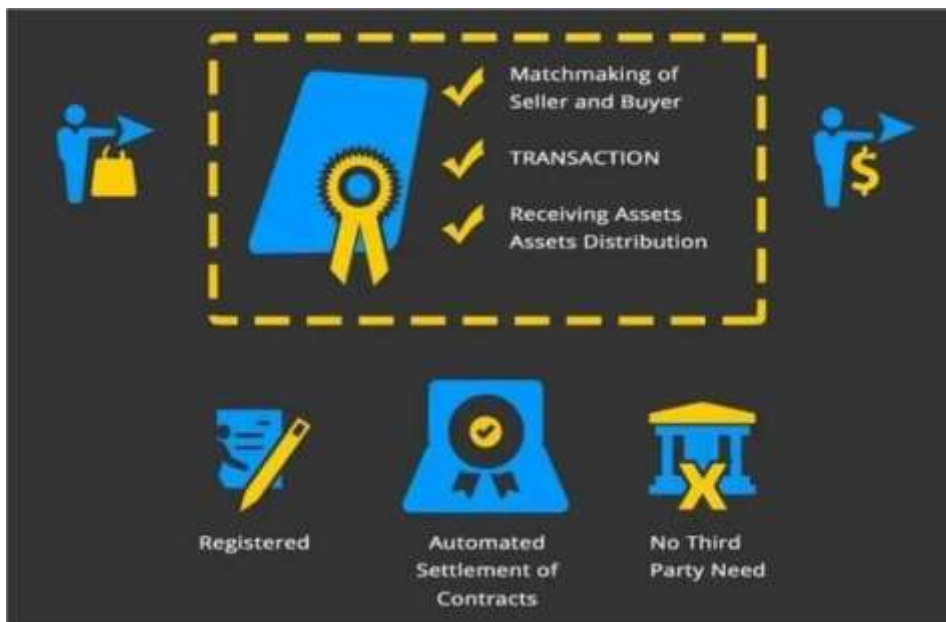 Matchmaking of
Seller and Buyer
TRANSACTION
Receiving Assets
Assets Distribution
$
Registered
Automated
Settlement of
Contracts
X
No Third
Party Need